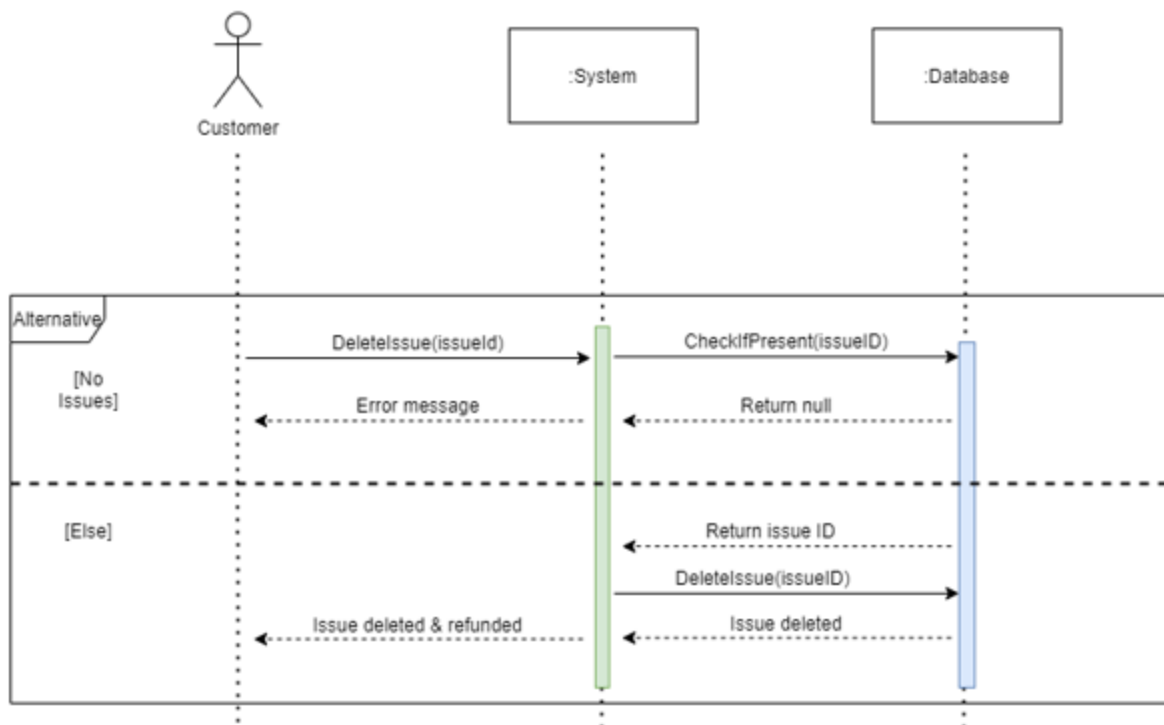 Customer
:System
:Database
Alternative
DeleteIssue(issueId)
CheckIfPresent(issueID)
[No
Issues]
Error message
Return null
[Else]
Return issue ID
DeleteIssue(issueID)
Issue deleted & refunded
Issue deleted